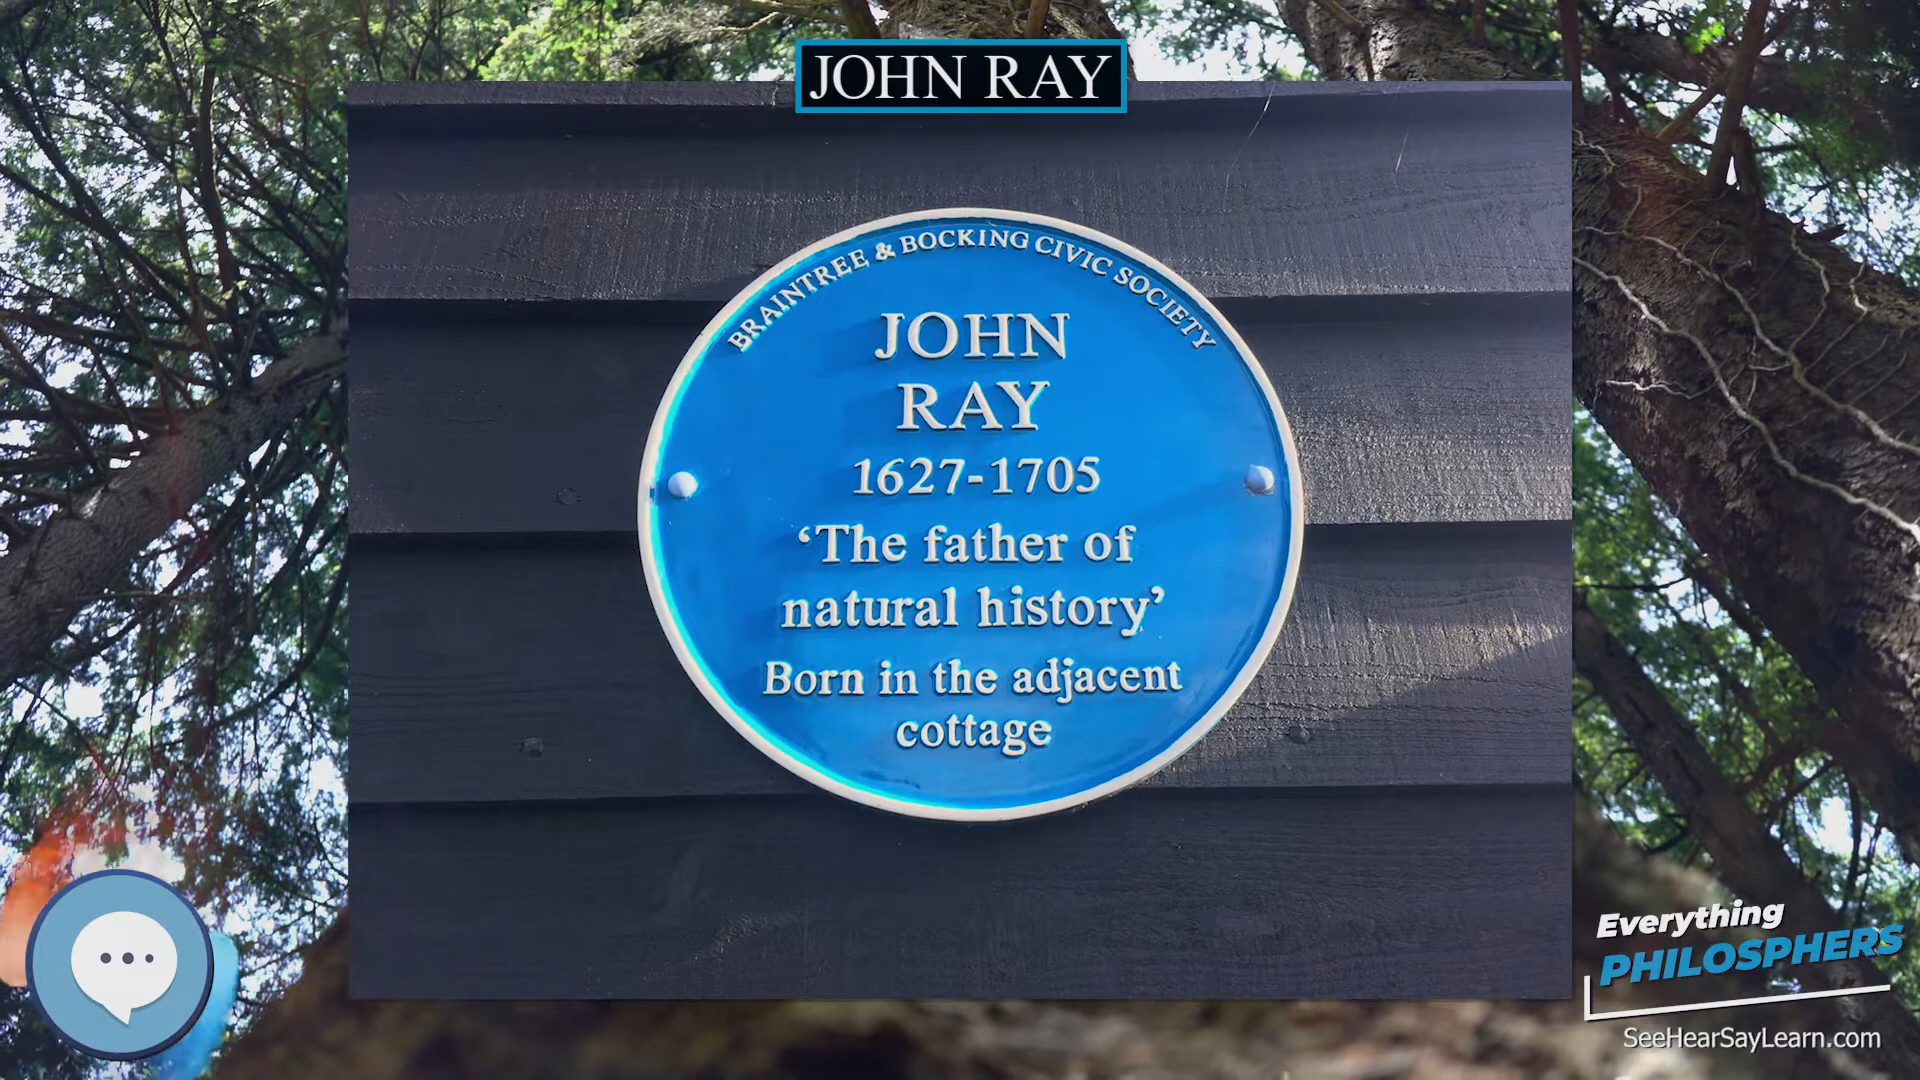 JOHN RAY
BRAINTREE & BOCKING CIVIC SOCIETY
JOHN
RAY
1627-1705
‘The father of
natural history’
Born in the adjacent
cottage
Everything
PHILOSPHERS
SeeHearSayLearn.com